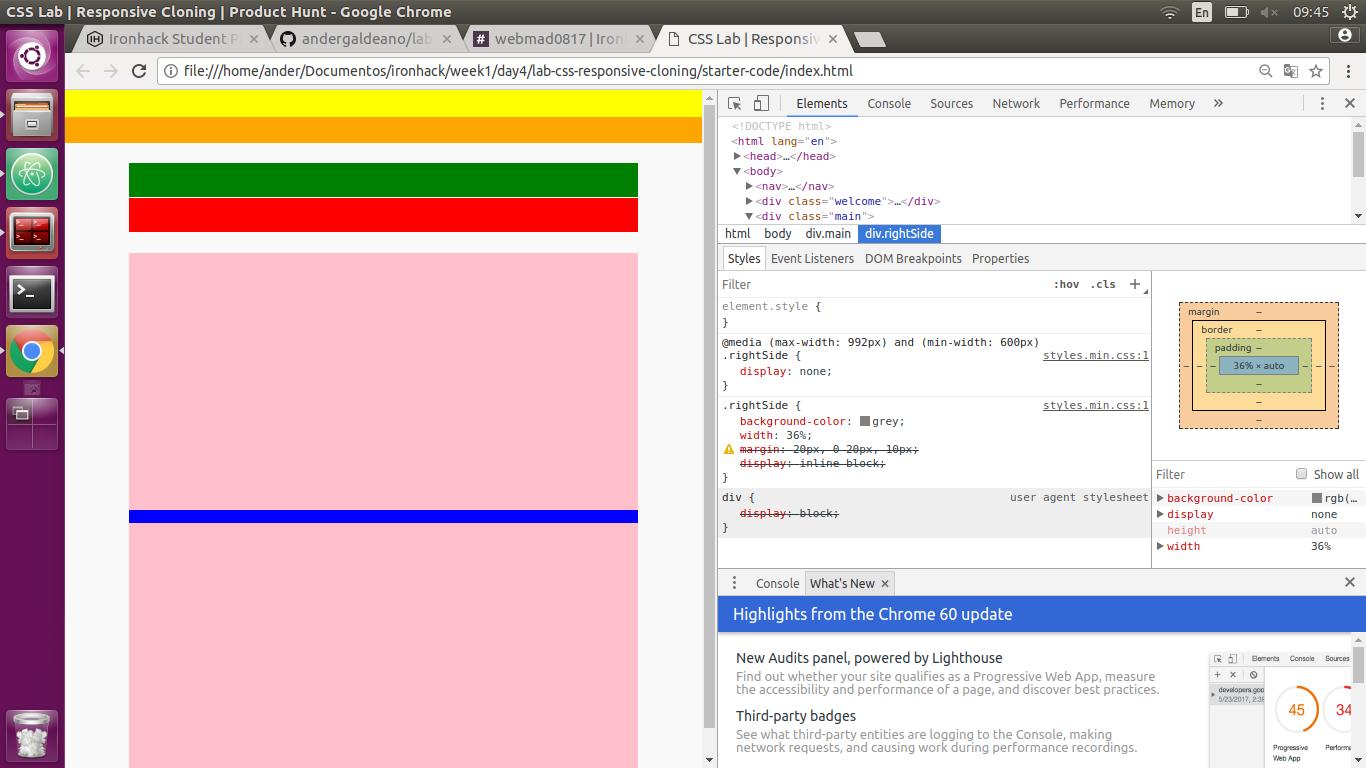 CSS Lab | Responsive Cloning | Product Hunt - Google Chrome
En
09:45
Ironhack Student P
andergaldeano/lab
webmad0817 | Iron
CSS Lab | Responsiv
file:///home/ander/Documentos/ironhack/week1/day4/lab-css-responsive-cloning/starter-code/index.html
Elements Console Sources Network Performance Memory »
<!DOCTYPE html>
<html lang="en">
<head>…</head>
<body>
<nav>…</nav>
<div class="welcome">…</div>
<div class="main">
html body div.main div.rightSide
Styles Event Listeners DOM Breakpoints Properties
Filter :hov .cls +
element.style {
}
@media (max-width: 992px) and (min-width: 600px)
.rightSide { styles.min.css:1
display: none;
}
.rightSide { styles.min.css:1
background-color: grey;
width: 36%;
margin: 20px, 0 20px, 10px;
display: inline-block;
}
div { user agent stylesheet
display: block;
}
margin –
border –
padding –
– – – 36% × auto – – –
–
–
–
Filter Show all
background-color rgb(…
display none
height auto
width 36%
Console What's New
Highlights from the Chrome 60 update
New Audits panel, powered by Lighthouse
Find out whether your site qualifies as a Progressive Web App, measure
the accessibility and performance of a page, and discover best practices.
Third-party badges
See what third-party entities are logging to the Console, making
network requests, and causing work during performance recordings.
Elements Console Sources
developers.goo
5/23/2017, 2:38
45
34
Progressive
Web App
Performa